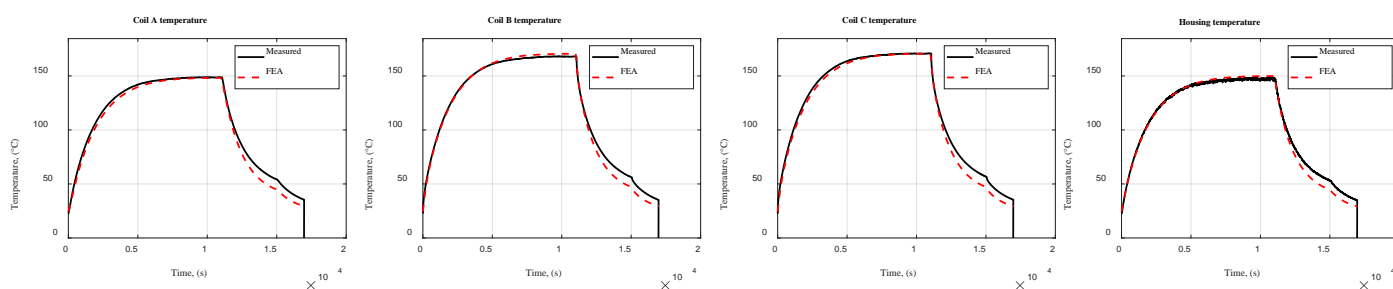 Coil A temperature
Measured
FEA
150
100
50
0
Temperature, (°C)
0
0.5
1
1.5
2
Time, (s)
× 10 4
Coil B temperature
Measured
FEA
150
100
50
0
Temperature, (°C)
0
0.5
1
1.5
2
Time, (s)
× 10 4
Coil C temperature
Measured
FEA
150
100
50
0
Temperature, (°C)
0
0.5
1
1.5
2
Time, (s)
× 10 4
Housing temperature
Measured
FEA
150
100
50
0
Temperature, (°C)
0
0.5
1
1.5
2
Time, (s)
× 10 4